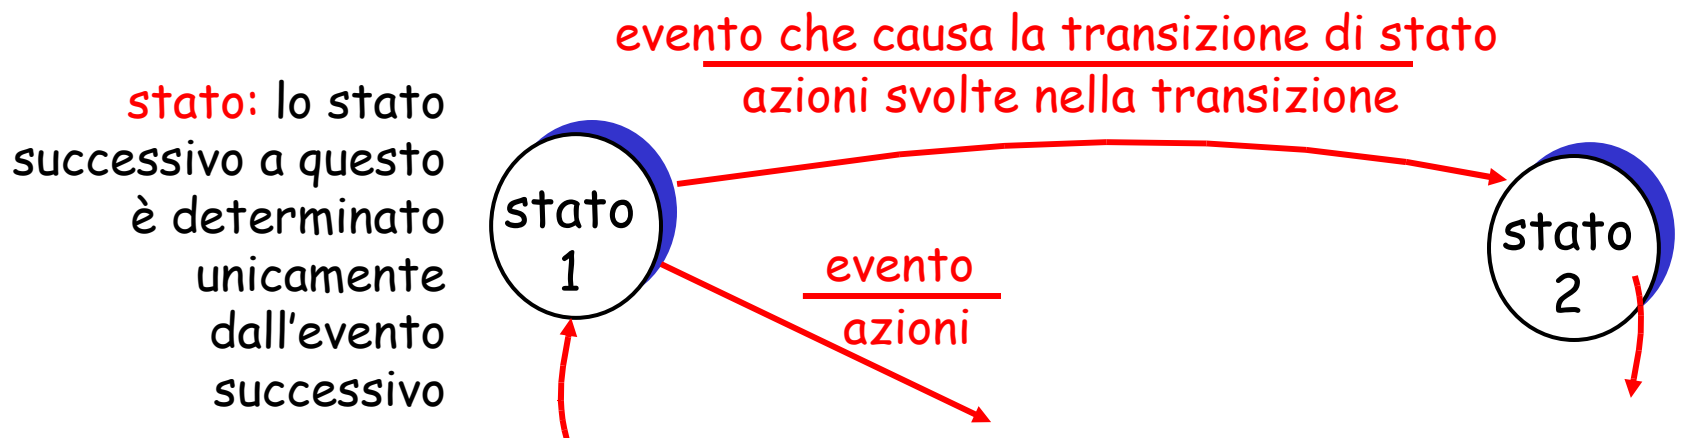 evento che causa la transizione di stato
azioni svolte nella transizione
stato: lo stato
successivo a questo
è determinato
unicamente
dall'evento
successivo
stato
1
evento
azioni
stato
2